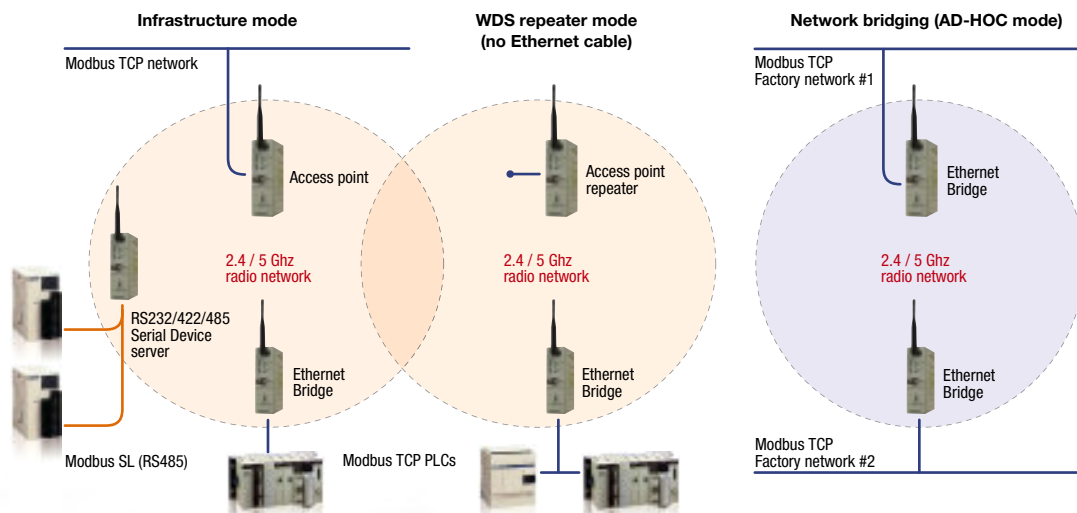 Infrastructure mode
WDS repeater mode
(no Ethernet cable)
Network bridging (AD-HOC mode)
Modbus TCP network
Access point
2.4 / 5 Ghz
radio network
RS232/422/485
Serial Device
server
Ethernet
Bridge
Modbus SL (RS485)
Access point
repeater
2.4 / 5 Ghz
radio network
Ethernet
Bridge
Modbus TCP PLCs
Modbus TCP
Factory network #1
Ethernet
Bridge
2.4 / 5 Ghz
radio network
Ethernet
Bridge
Modbus TCP
Factory network #2